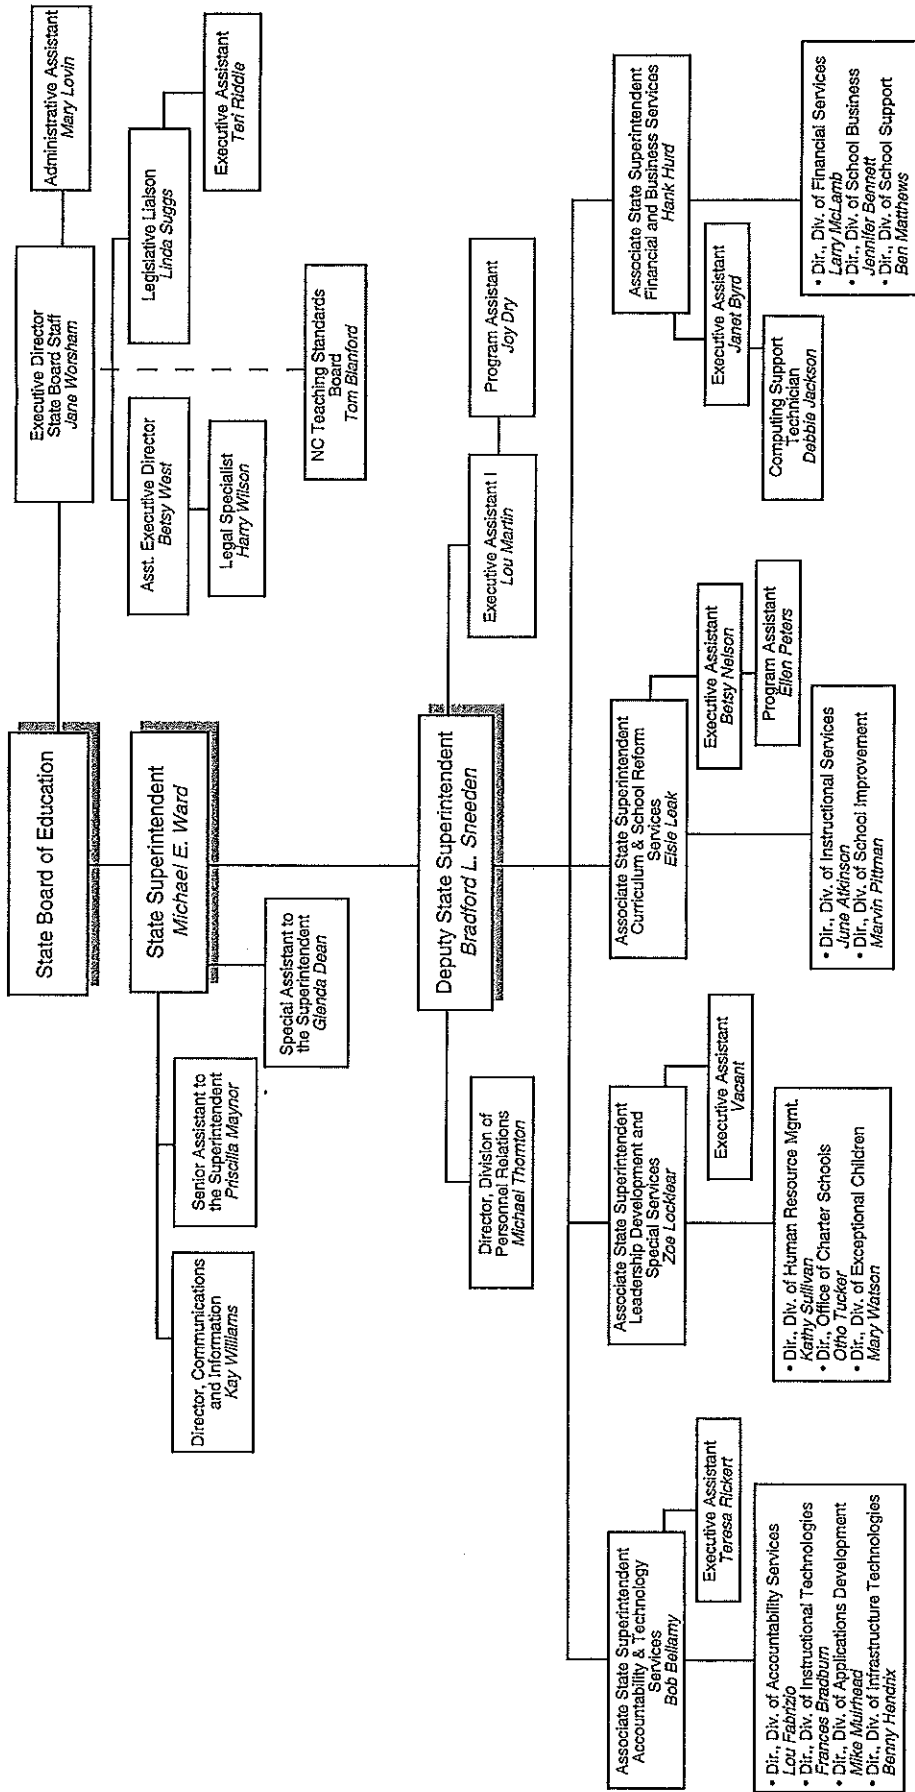 State Board of Education
Executive Director
State Board Staff
Jane Worsham
Administrative Assistant
Mary Lovin
Asst. Executive Director
Betsy West
Legislative Liaison
Linda Suggs
Legal Specialist
Harry Wilson
Executive Assistant
Teri Riddle
NC Teaching Standards
Board
Tom Blanford
State Superintendent
Michael E. Ward
Director, Communications
and Information
Kay Williams
Senior Assistant to
the Superintendent
Priscilla Maynor
Special Assistant to
the Superintendent
Glenda Dean
Deputy State Superintendent
Bradford L. Sneeden
Director, Division of
Personnel Relations
Michael Thornton
Executive Assistant I
Lou Martin
Program Assistant
Joy Dry
Associate State Superintendent
Accountability & Technology
Services
Bob Bellamy
Executive Assistant
Teresa Rickert
• Dir., Div. of Accountability Services
Lou Fabrizio
• Dir., Div. of Instructional Technologies
Frances Bradburn
• Dir., Div. of Applications Development
Mike Muirhead
• Dir., Div. of Infrastructure Technologies
Benny Hendrix
Associate State Superintendent
Leadership Development and
Special Services
Zoe Locklear
Executive Assistant
Vacant
• Dir., Div. of Human Resource Mgmt.
Kathy Sullivan
• Dir., Office of Charter Schools
Otho Tucker
• Dir., Div. of Exceptional Children
Mary Watson
Associate State Superintendent
Curriculum & School Reform
Services
Elsie Leak
Executive Assistant
Betsy Nelson
Program Assistant
Ellen Peters
• Dir., Div. of Instructional Services
June Atkinson
• Dir., Div. of School Improvement
Marvin Pittman
Associate State Superintendent
Financial and Business Services
Hank Hurd
Executive Assistant
Janet Byrd
Computing Support
Technician
Debbie Jackson
• Dir., Div. of Financial Services
Larry McLamb
• Dir., Div. of School Business
Jennifer Bennett
• Dir., Div. of School Support
Ben Matthews